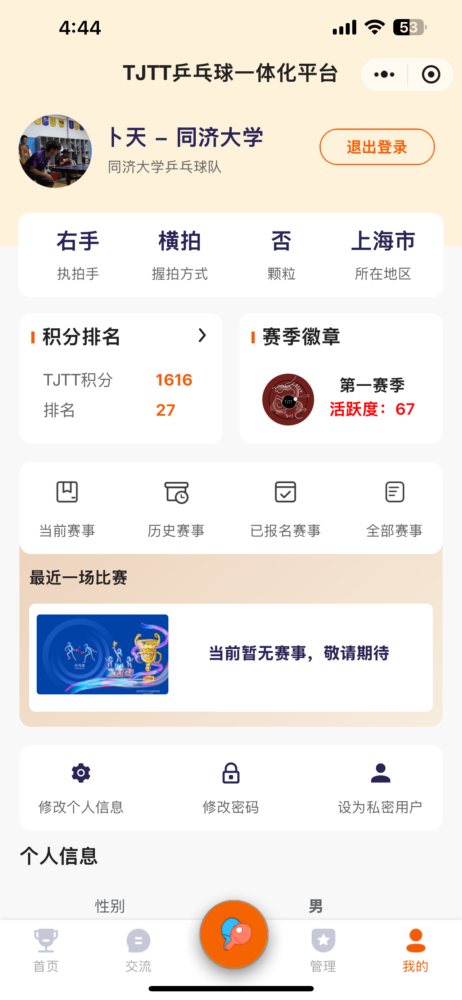 4:44
53
TJTT乒乓球一体化平台
卜天 – 同济大学
退出登录
同济大学乒乓球队
右手 横拍 否 上海市
执拍手 握拍方式 颗粒 所在地区
积分排名
赛季徽章
TJTT积分 1616
排名 27
2024
TJTT
第一赛季
活跃度：67
当前赛事 历史赛事 已报名赛事 全部赛事
最近一场比赛
乒乓球
Table tennis
SPORTS CHAMPION
当前暂无赛事，敬请期待
修改个人信息 修改密码 设为私密用户
个人信息
性别 男
首页 交流 管理 我的